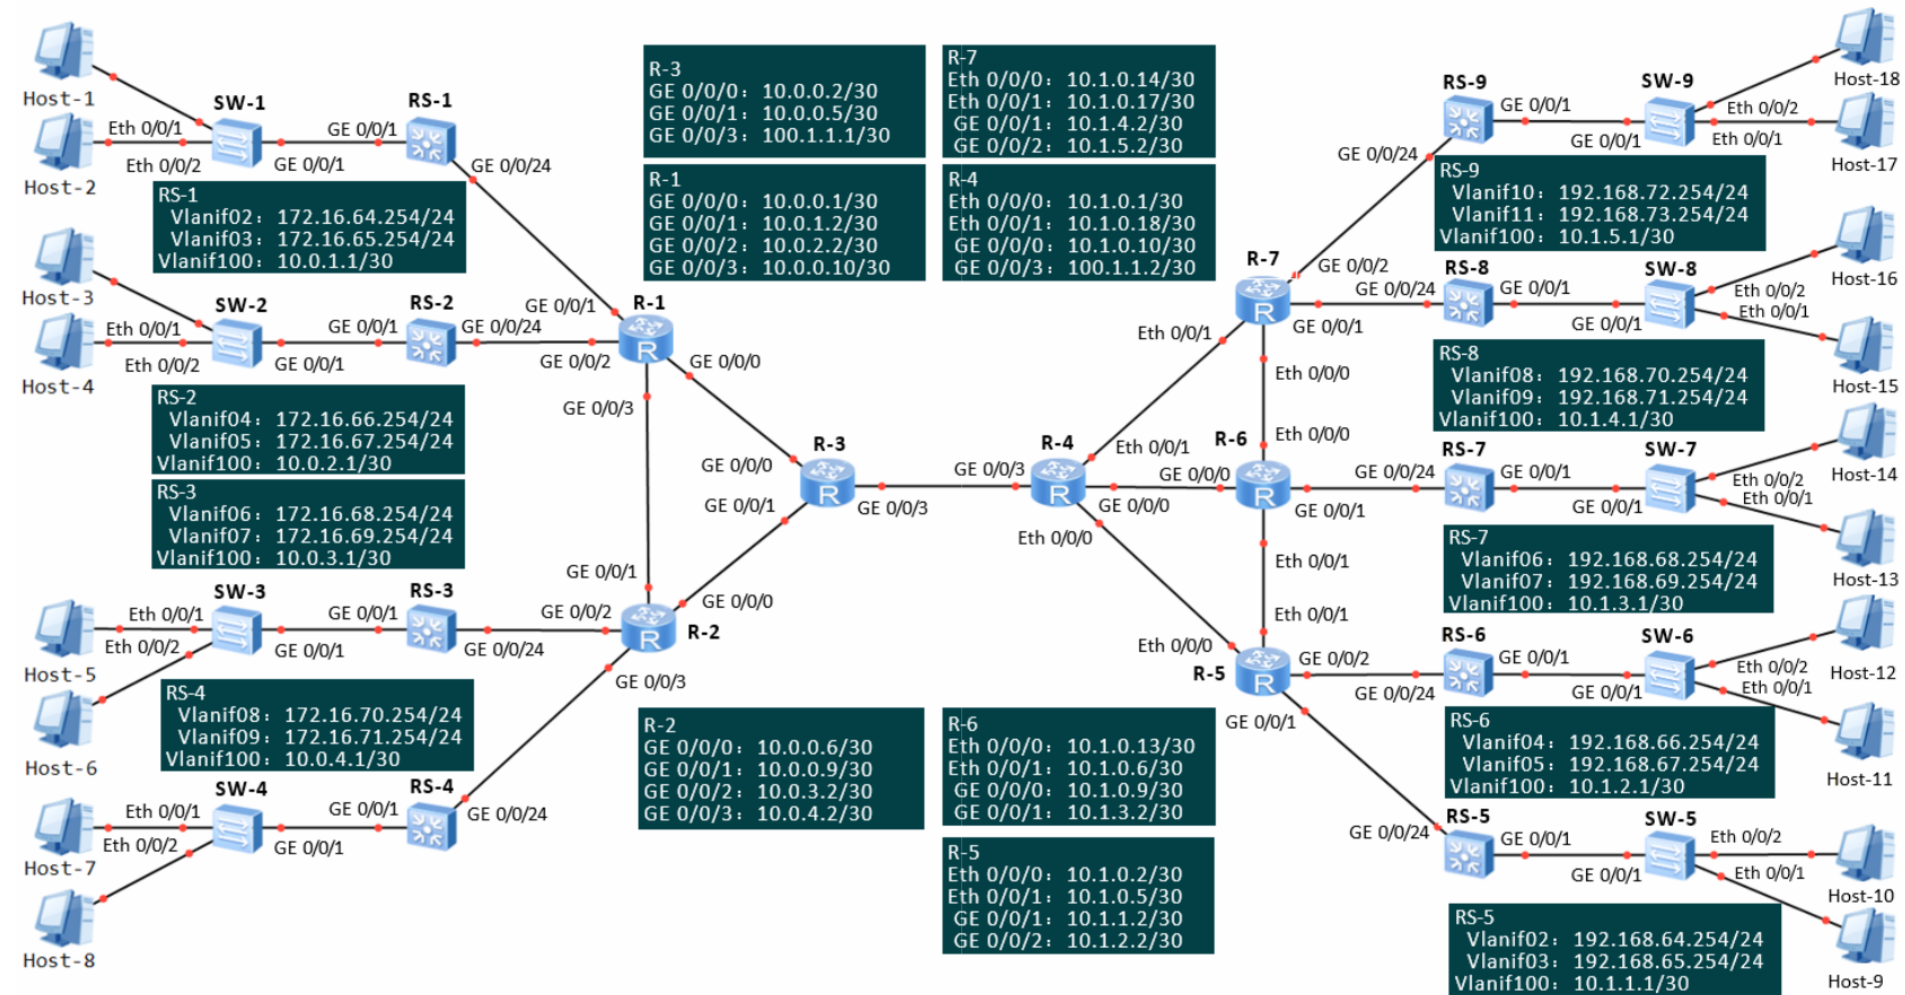 Host-1
Eth 0/0/1
Eth 0/0/2
Host-2
SW-1
GE 0/0/1
GE 0/0/1
RS-1
GE 0/0/24
RS-1
Vlanif02: 172.16.64.254/24
Vlanif03: 172.16.65.254/24
Vlanif100: 10.0.1.1/30
Host-3
Eth 0/0/1
Eth 0/0/2
Host-4
SW-2
GE 0/0/1
GE 0/0/1
RS-2
GE 0/0/24
RS-2
Vlanif04: 172.16.66.254/24
Vlanif05: 172.16.67.254/24
Vlanif100: 10.0.2.1/30
RS-3
Vlanif06: 172.16.68.254/24
Vlanif07: 172.16.69.254/24
Vlanif100: 10.0.3.1/30
SW-3
Eth 0/0/1
Eth 0/0/2
GE 0/0/1
GE 0/0/1
RS-3
GE 0/0/24
Host-5
Host-6
RS-4
Vlanif08: 172.16.70.254/24
Vlanif09: 172.16.71.254/24
Vlanif100: 10.0.4.1/30
SW-4
Eth 0/0/1
Eth 0/0/2
GE 0/0/1
GE 0/0/1
RS-4
GE 0/0/24
Host-7
Host-8
GE 0/0/1
R-1
GE 0/0/2
GE 0/0/0
GE 0/0/3
GE 0/0/1
GE 0/0/2
GE 0/0/0
R-2
GE 0/0/3
R-3
GE 0/0/0
GE 0/0/1
GE 0/0/3
R-3
GE 0/0/0: 10.0.0.2/30
GE 0/0/1: 10.0.0.5/30
GE 0/0/3: 100.1.1.1/30
R-1
GE 0/0/0: 10.0.0.1/30
GE 0/0/1: 10.0.1.2/30
GE 0/0/2: 10.0.2.2/30
GE 0/0/3: 10.0.0.10/30
R-7
Eth 0/0/0: 10.1.0.14/30
Eth 0/0/1: 10.1.0.17/30
GE 0/0/1: 10.1.4.2/30
GE 0/0/2: 10.1.5.2/30
R-4
Eth 0/0/0: 10.1.0.1/30
Eth 0/0/1: 10.1.0.18/30
GE 0/0/0: 10.1.0.10/30
GE 0/0/3: 100.1.1.2/30
R-2
GE 0/0/0: 10.0.0.6/30
GE 0/0/1: 10.0.0.9/30
GE 0/0/2: 10.0.3.2/30
GE 0/0/3: 10.0.4.2/30
R-6
Eth 0/0/0: 10.1.0.13/30
Eth 0/0/1: 10.1.0.6/30
GE 0/0/0: 10.1.0.9/30
GE 0/0/1: 10.1.3.2/30
R-5
Eth 0/0/0: 10.1.0.2/30
Eth 0/0/1: 10.1.0.5/30
GE 0/0/1: 10.1.1.2/30
GE 0/0/2: 10.1.2.2/30
R-4
GE 0/0/3
Eth 0/0/1
GE 0/0/0
Eth 0/0/0
R-7
Eth 0/0/1
GE 0/0/2
GE 0/0/1
Eth 0/0/0
R-6
Eth 0/0/0
GE 0/0/0
GE 0/0/1
Eth 0/0/1
R-5
Eth 0/0/1
Eth 0/0/0
GE 0/0/2
GE 0/0/1
RS-9
GE 0/0/24
GE 0/0/1
SW-9
GE 0/0/1
Eth 0/0/2
Eth 0/0/1
Host-18
Host-17
RS-9
Vlanif10: 192.168.72.254/24
Vlanif11: 192.168.73.254/24
Vlanif100: 10.1.5.1/30
RS-8
GE 0/0/24
GE 0/0/1
SW-8
GE 0/0/1
Eth 0/0/2
Eth 0/0/1
Host-16
Host-15
RS-8
Vlanif08: 192.168.70.254/24
Vlanif09: 192.168.71.254/24
Vlanif100: 10.1.4.1/30
RS-7
GE 0/0/24
GE 0/0/1
SW-7
GE 0/0/1
Eth 0/0/2
Eth 0/0/1
Host-14
Host-13
RS-7
Vlanif06: 192.168.68.254/24
Vlanif07: 192.168.69.254/24
Vlanif100: 10.1.3.1/30
RS-6
GE 0/0/24
GE 0/0/1
SW-6
GE 0/0/1
Eth 0/0/2
Eth 0/0/1
Host-12
Host-11
RS-6
Vlanif04: 192.168.66.254/24
Vlanif05: 192.168.67.254/24
Vlanif100: 10.1.2.1/30
RS-5
GE 0/0/24
GE 0/0/1
SW-5
GE 0/0/1
Eth 0/0/2
Eth 0/0/1
Host-10
Host-9
RS-5
Vlanif02: 192.168.64.254/24
Vlanif03: 192.168.65.254/24
Vlanif100: 10.1.1.1/30